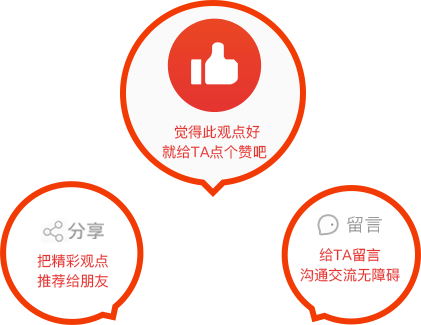 觉得此观点好
就给TA点个赞吧
分享
把精彩观点
推荐给朋友
留言
给TA留言
沟通交流无障碍